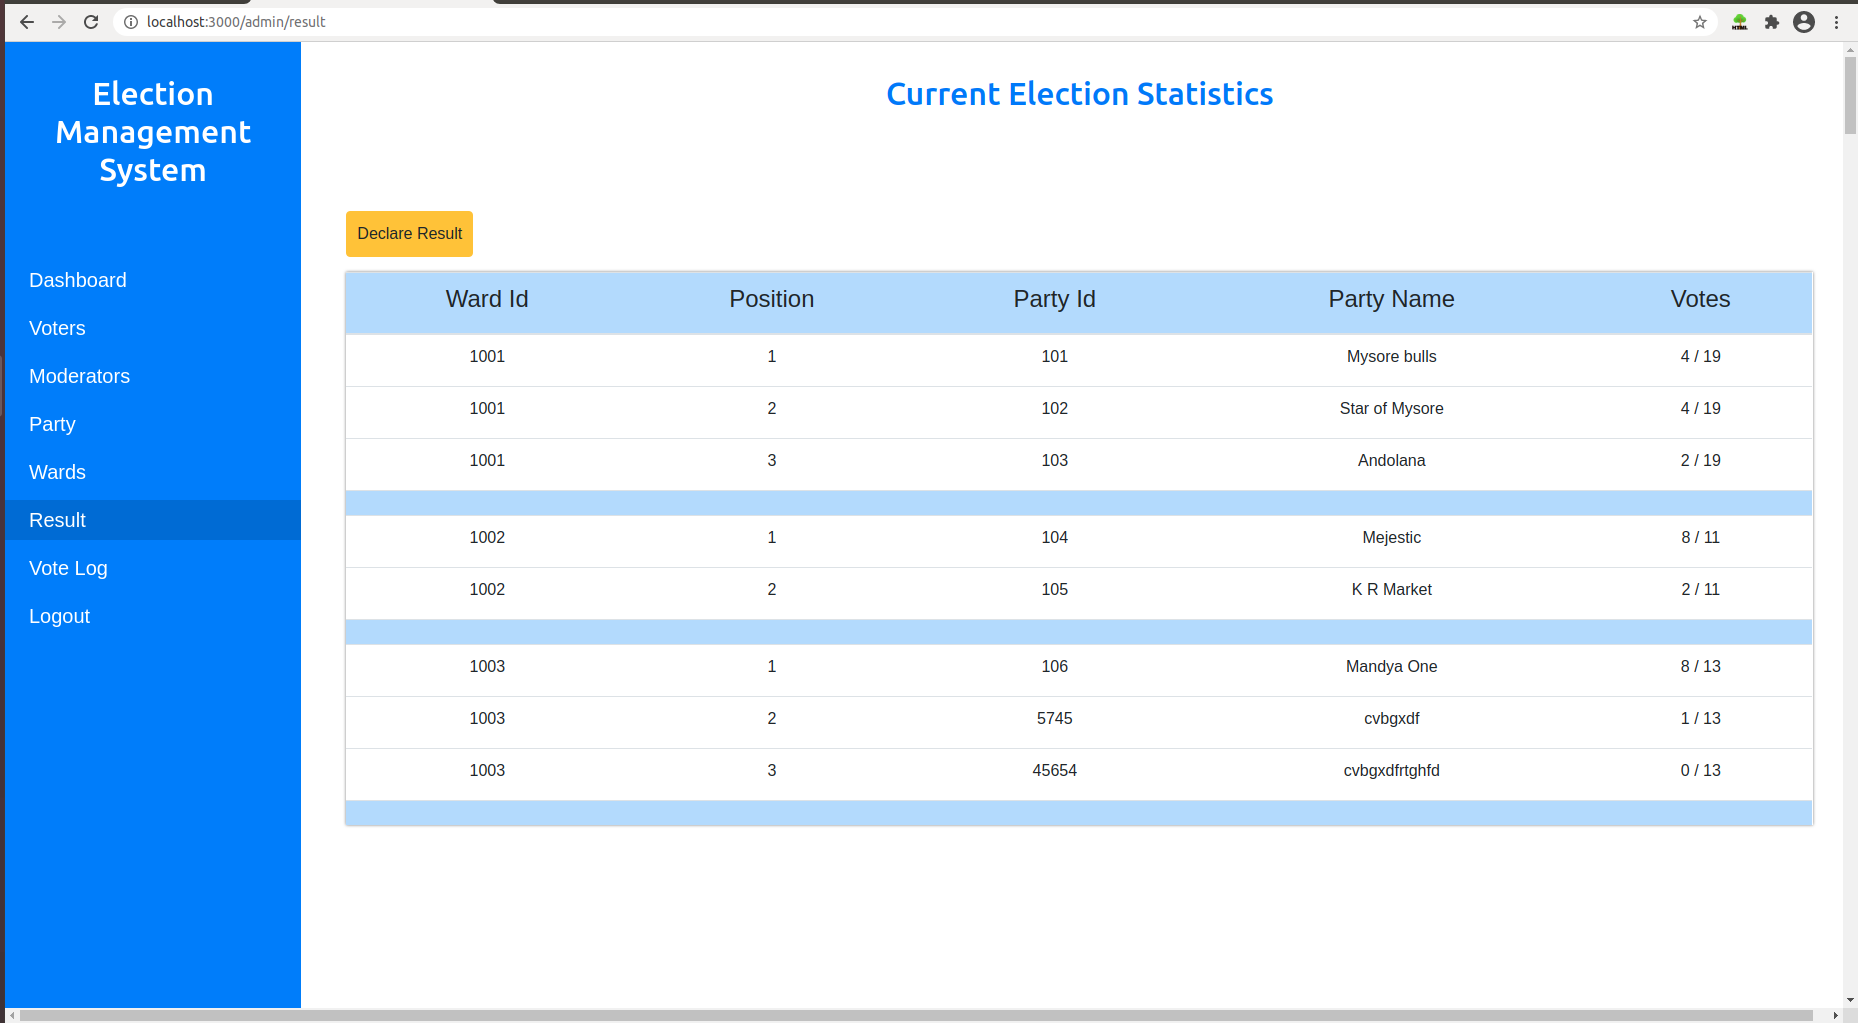 localhost:3000/admin/result
HTML
Election
Management
System
Dashboard
Voters
Moderators
Party
Wards
Result
Vote Log
Logout
Current Election Statistics
Declare Result
Ward Id Position Party Id Party Name Votes
1001 1 101 Mysore bulls 4 / 19
1001 2 102 Star of Mysore 4 / 19
1001 3 103 Andolana 2 / 19
1002 1 104 Mejestic 8 / 11
1002 2 105 K R Market 2 / 11
1003 1 106 Mandya One 8 / 13
1003 2 5745 cvbgxdf 1 / 13
1003 3 45654 cvbgxdfrtghfd 0 / 13